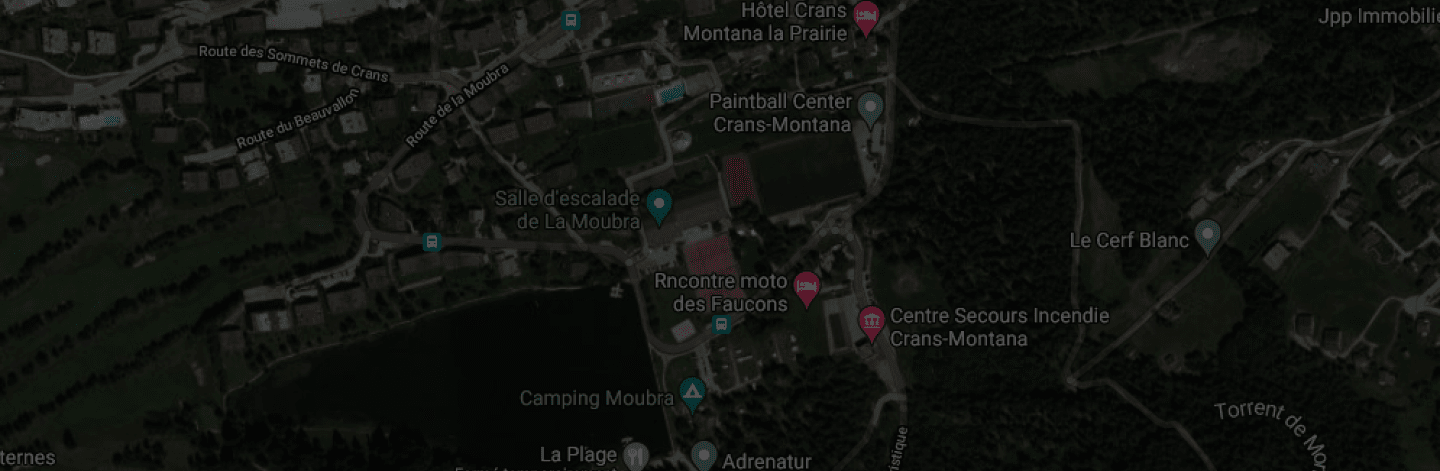 Hôtel Crans
Montana la Prairie
Jpp Immobilie
Route des Sommets de Crans
Route de la Moubra
Route du Beauvallon
Paintball Center
Crans-Montana
Salle d'escalade
de La Moubra
Le Cerf Blanc
Rncontre moto
des Faucons
Centre Secours Incendie
Crans-Montana
Camping Moubra
Torrent de Mo
ristique
La Plage
Adrenatur
ternes